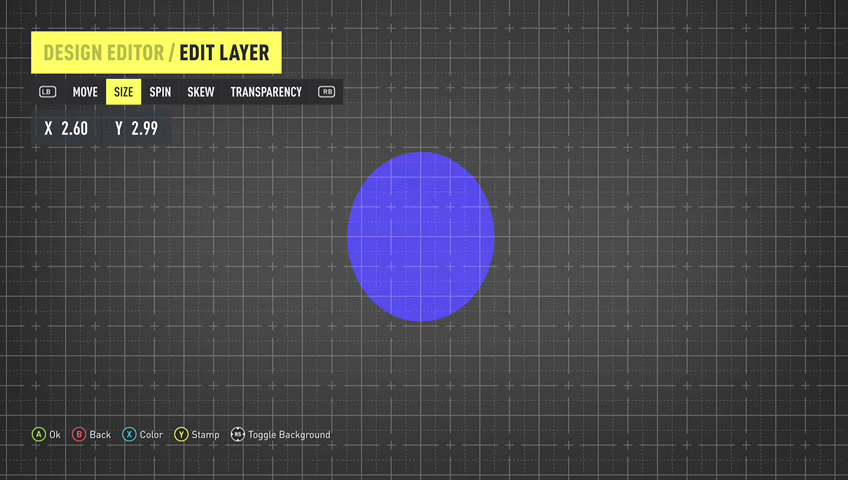 DESIGN EDITOR / EDIT LAYER
LB MOVE SIZE SPIN SKEW TRANSPARENCY RB
X 2.60 Y 2.99
A Ok B Back X Color Y Stamp RS Toggle Background